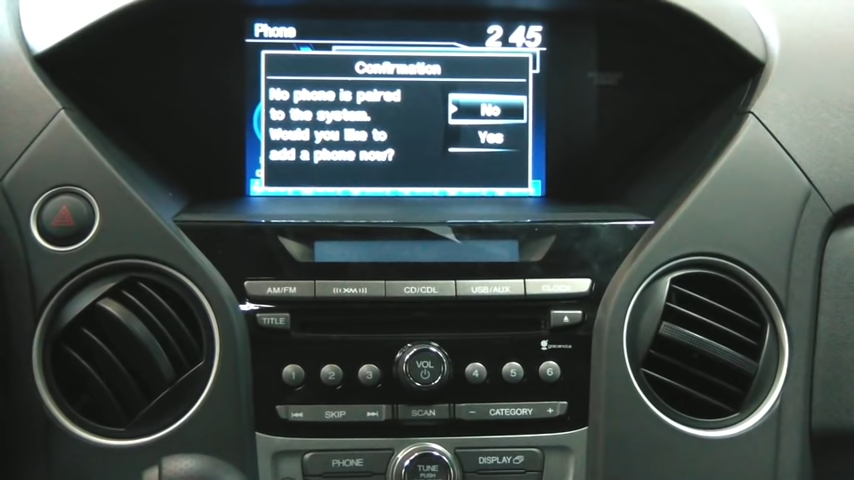 Phone
2 45
Confirmation
No phone is paired
to the system.
Would you like to
add a phone now?
No
Yes
AM/FM
XM
CD/CDL
USB/AUX
CLOCK
TITLE
gracenote
VOL
1
2
3
4
5
6
SKIP
SCAN
− CATEGORY +
PHONE
TUNE
PUSH
DISPLAY